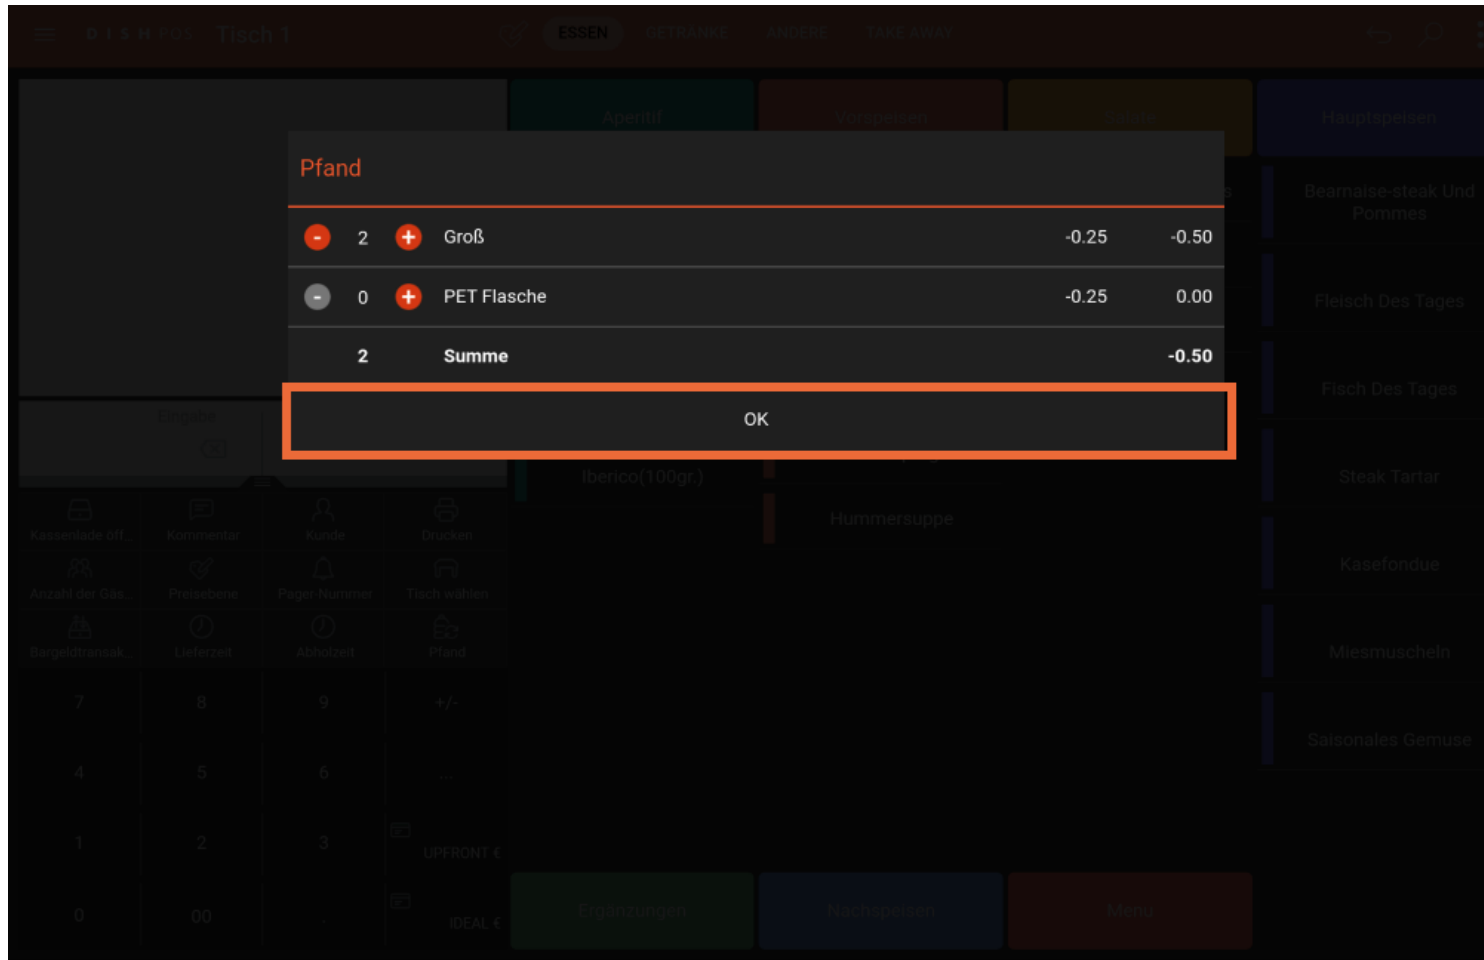 DISH POS Tisch 1
ESSEN GETRÄNKE ANDERE TAKE AWAY
Aperitif Vorspeisen Hauptspeisen
Pfand
- 2 + Groß -0.25 -0.50
- 0 + PET Flasche -0.25 0.00
2 Summe -0.50
OK
Bearnaise-steak Und
Pommes
Fleisch Des Tages
Fisch Des Tages
Steak Tartar
Kasefondue
Miesmuscheln
Saisonales Gemuse
Iberico(100gr.)
Hummersuppe
Eingabe
Kassenlade öff... Kommentar Kunde Drucken
Anzahl der Gäs... Preisebene Pager-Nummer Tisch wählen
Bargeldtransak... Lieferzeit Abholzeit Pfand
7 8 9 +/-
4 5 6 ...
1 2 3 UPFRONT €
0 00 . IDEAL €
Ergänzungen Nachspeisen Menü